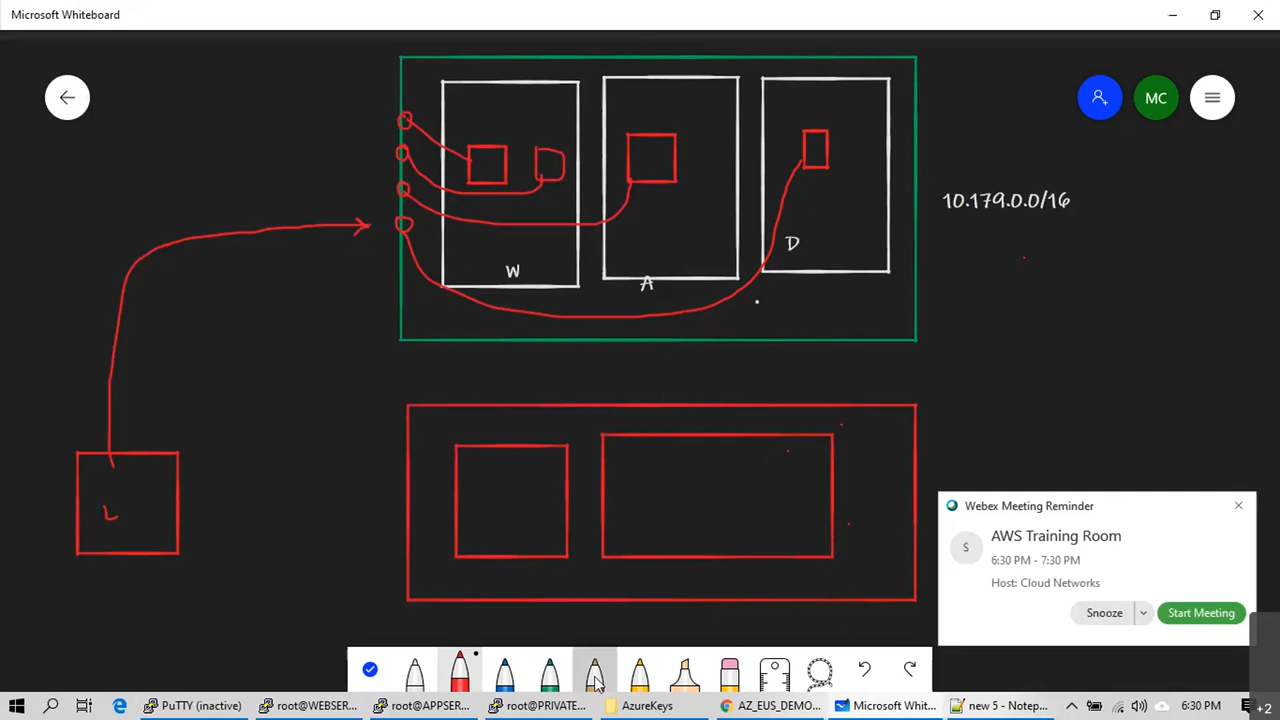 Microsoft Whiteboard
MC
10.179.0.0/16
D
W
A
L
Webex Meeting Reminder
S
AWS Training Room
6:30 PM - 7:30 PM
Host: Cloud Networks
Snooze
Start Meeting
PuTTY (inactive)
root@WEBSER...
root@APPSER...
root@PRIVATE...
AzureKeys
AZ_EUS_DEMO...
Microsoft Whit...
new 5 - Notep...
6:30 PM
+2